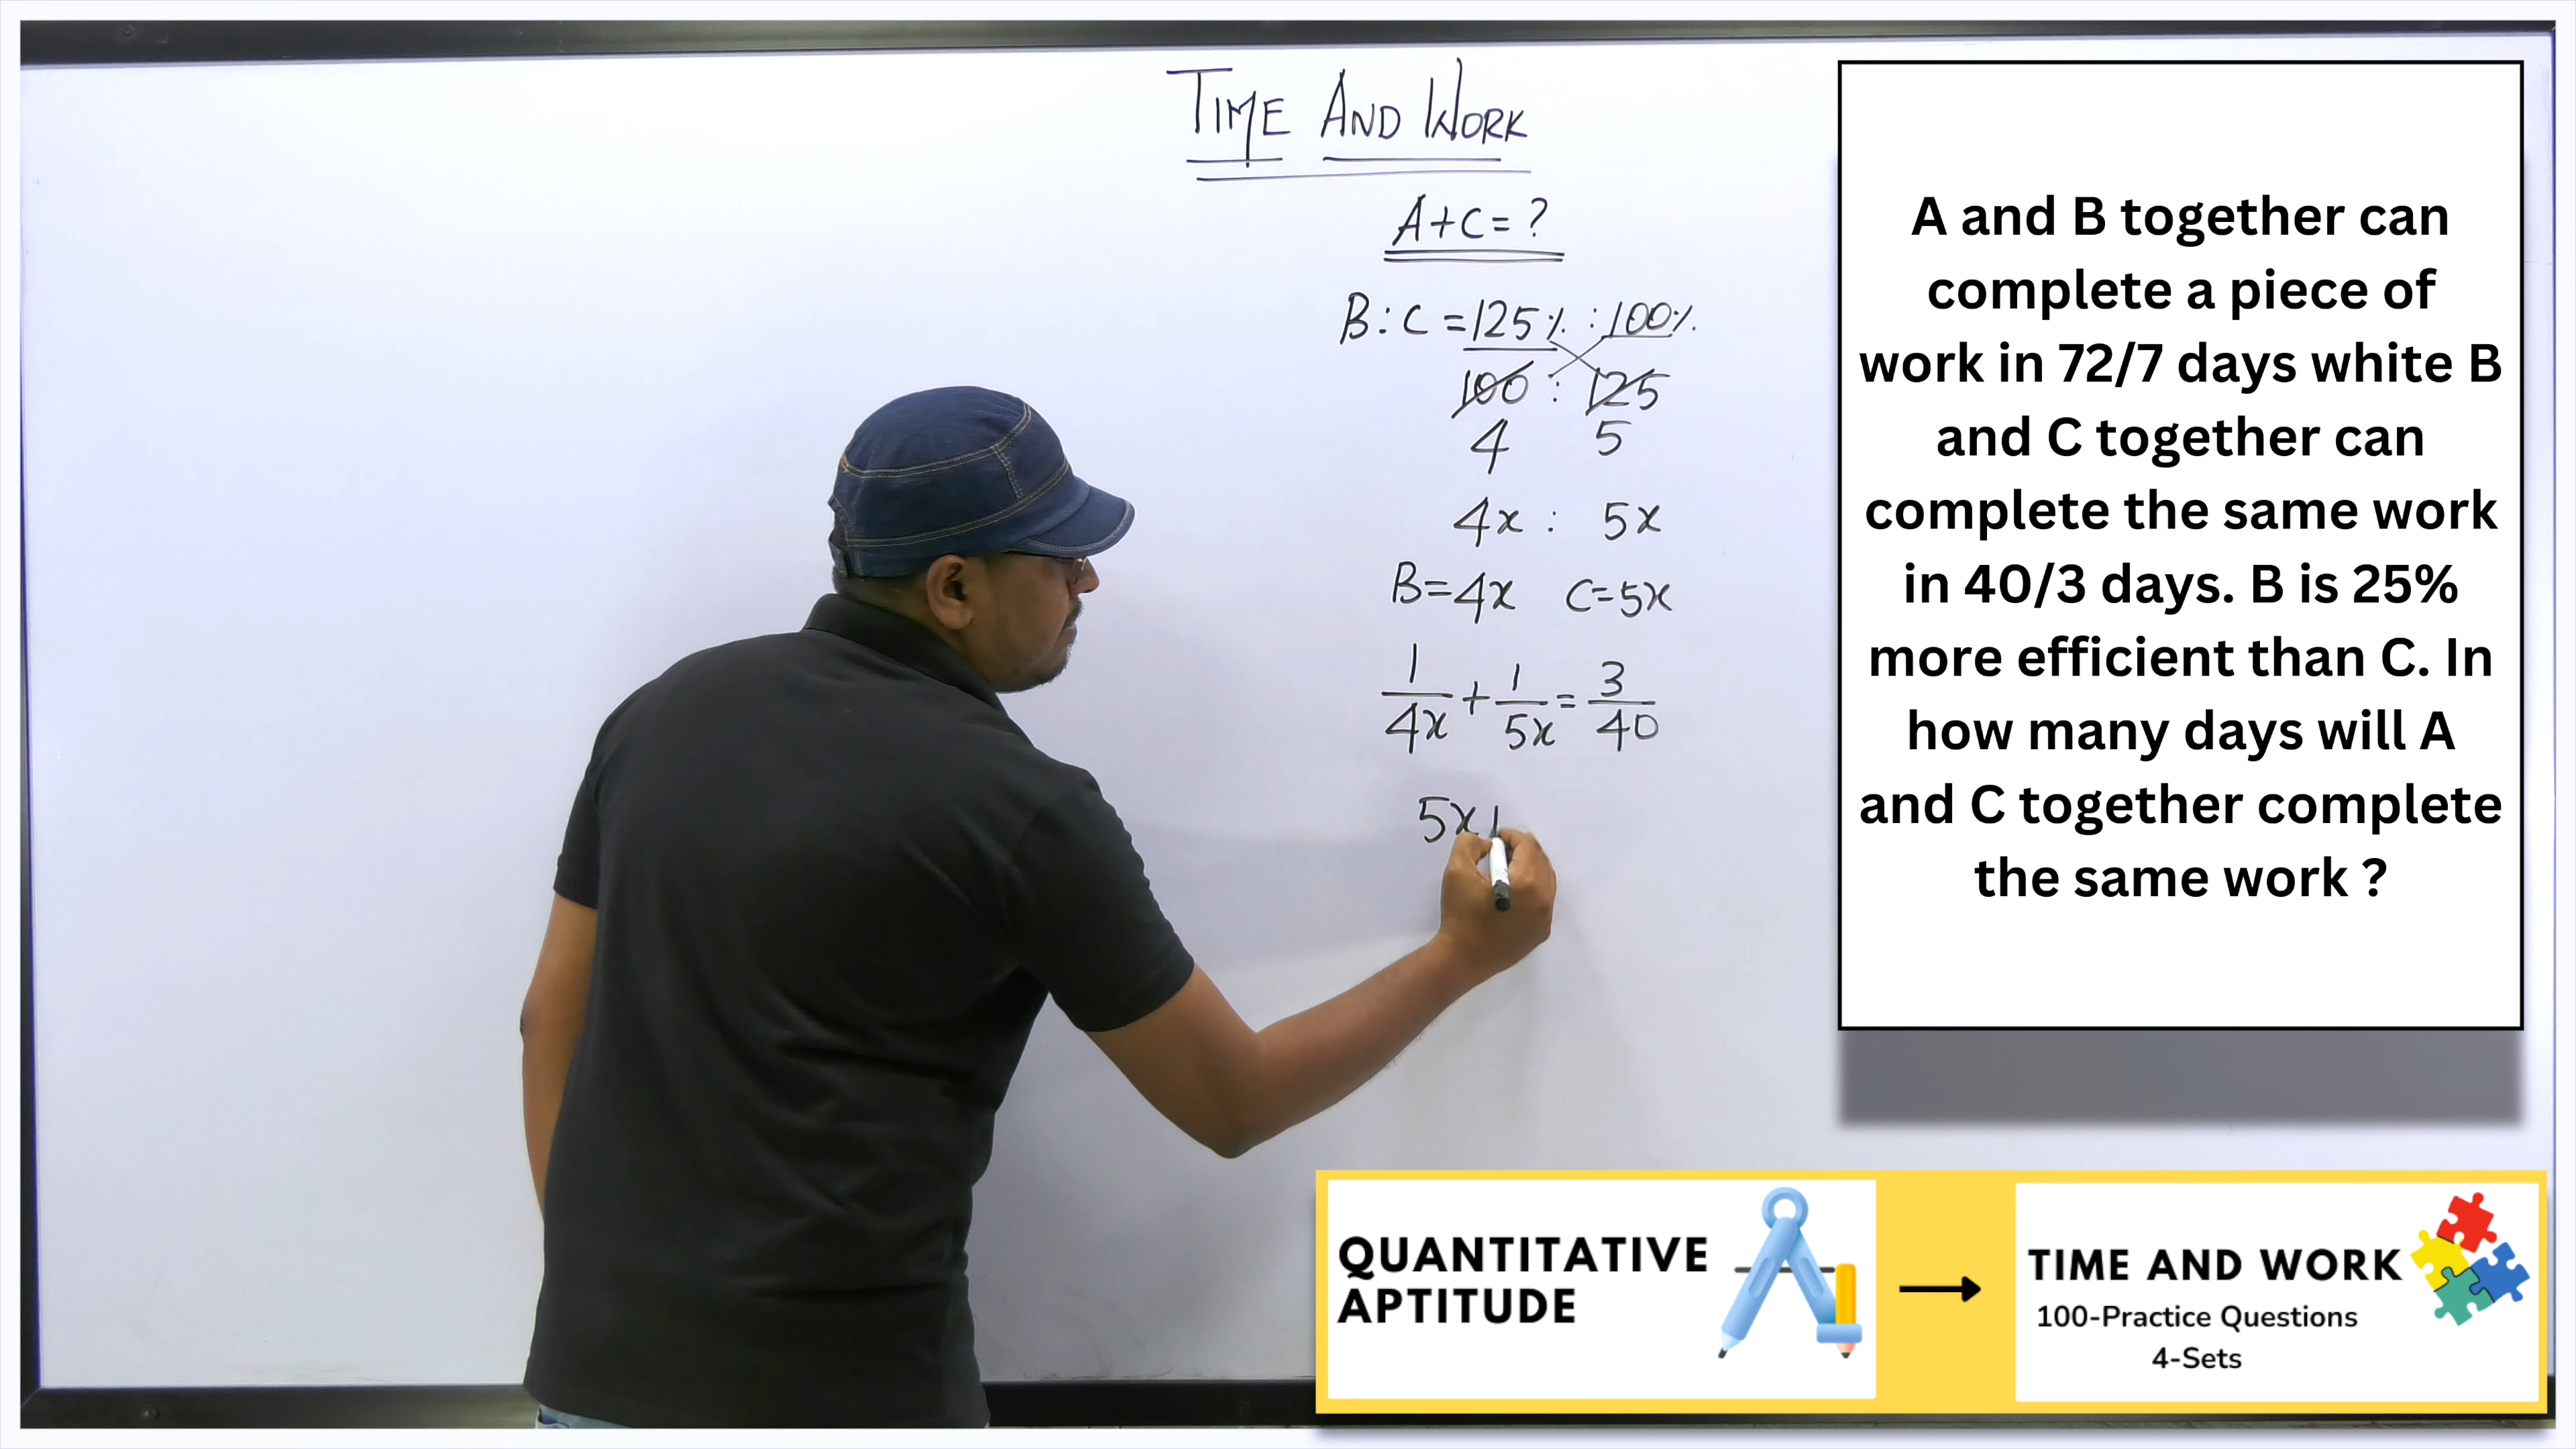 TIME AND WORK
A+C=?
B:C=125%:100%
100 : 125
4 5
4x : 5x
B=4x C=5x
1/4x + 1/5x = 3/40
5x
A and B together can
complete a piece of
work in 72/7 days white B
and C together can
complete the same work
in 40/3 days. B is 25%
more efficient than C. In
how many days will A
and C together complete
the same work ?
QUANTITATIVE
APTITUDE
TIME AND WORK
100-Practice Questions
4-Sets